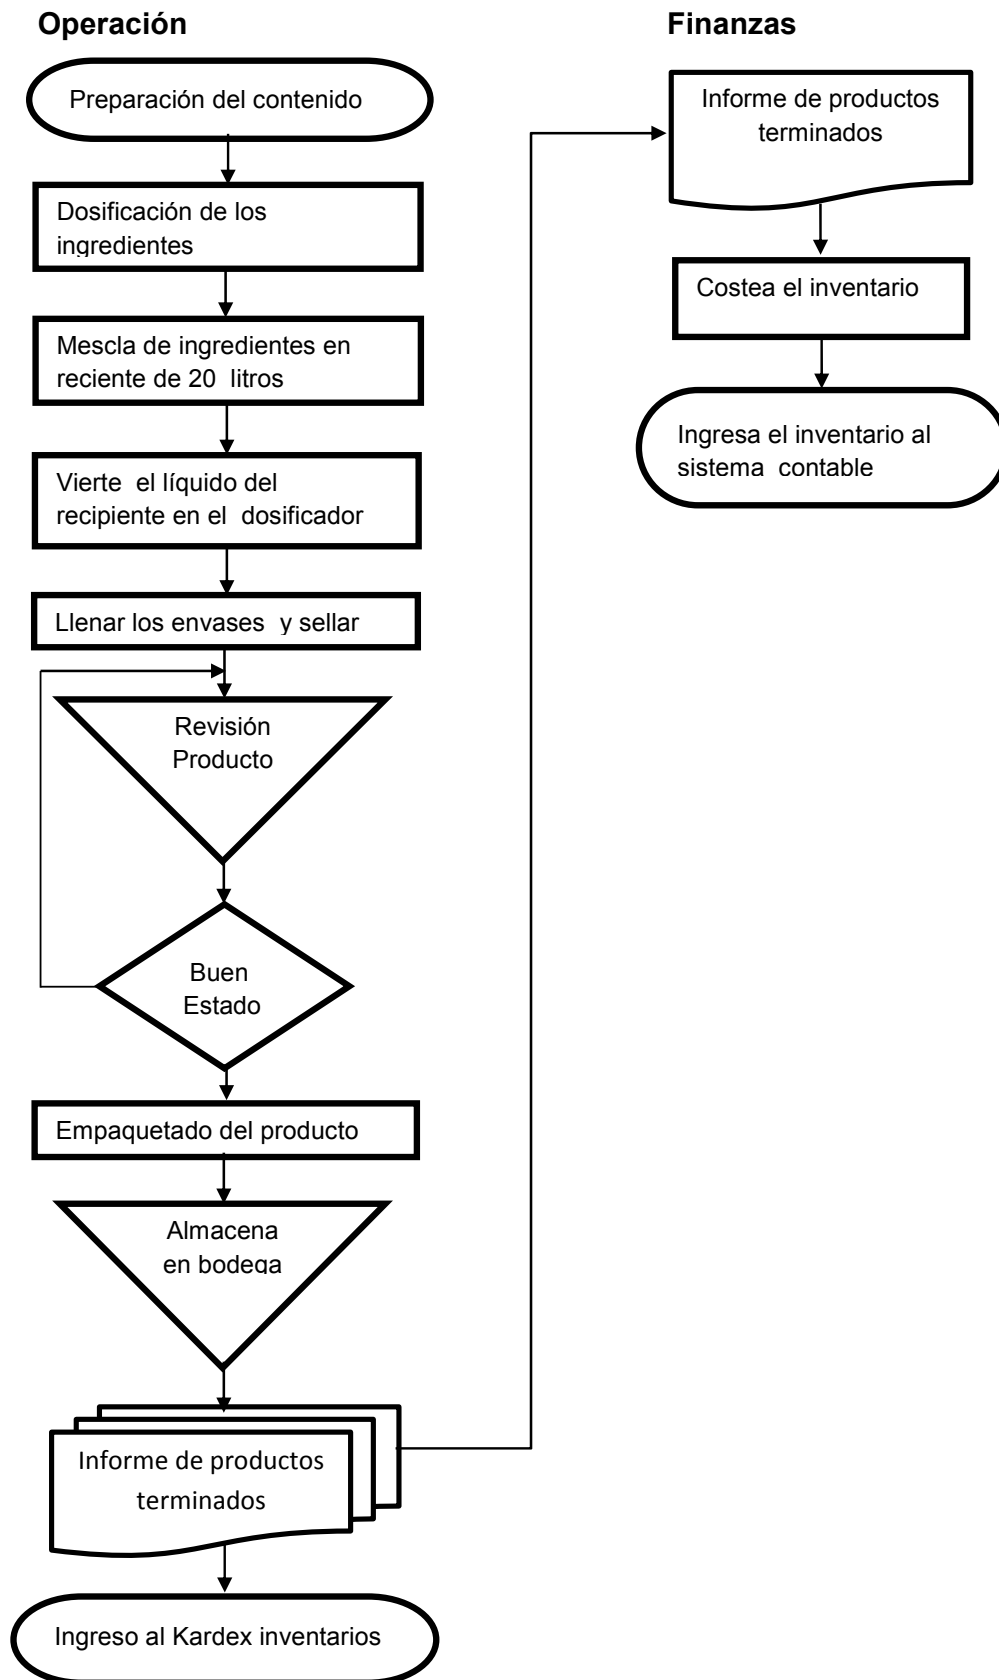 Operación
Preparación del contenido
Dosificación de los
ingredientes
Mescla de ingredientes en
reciente de 20 litros
Vierte el líquido del
recipiente en el dosificador
Llenar los envases y sellar
Revisión
Producto
Buen
Estado
Empaquetado del producto
Almacena
en bodega
Informe de productos
terminados
Ingreso al Kardex inventarios
Finanzas
Informe de productos
terminados
Costea el inventario
Ingresa el inventario al
sistema contable